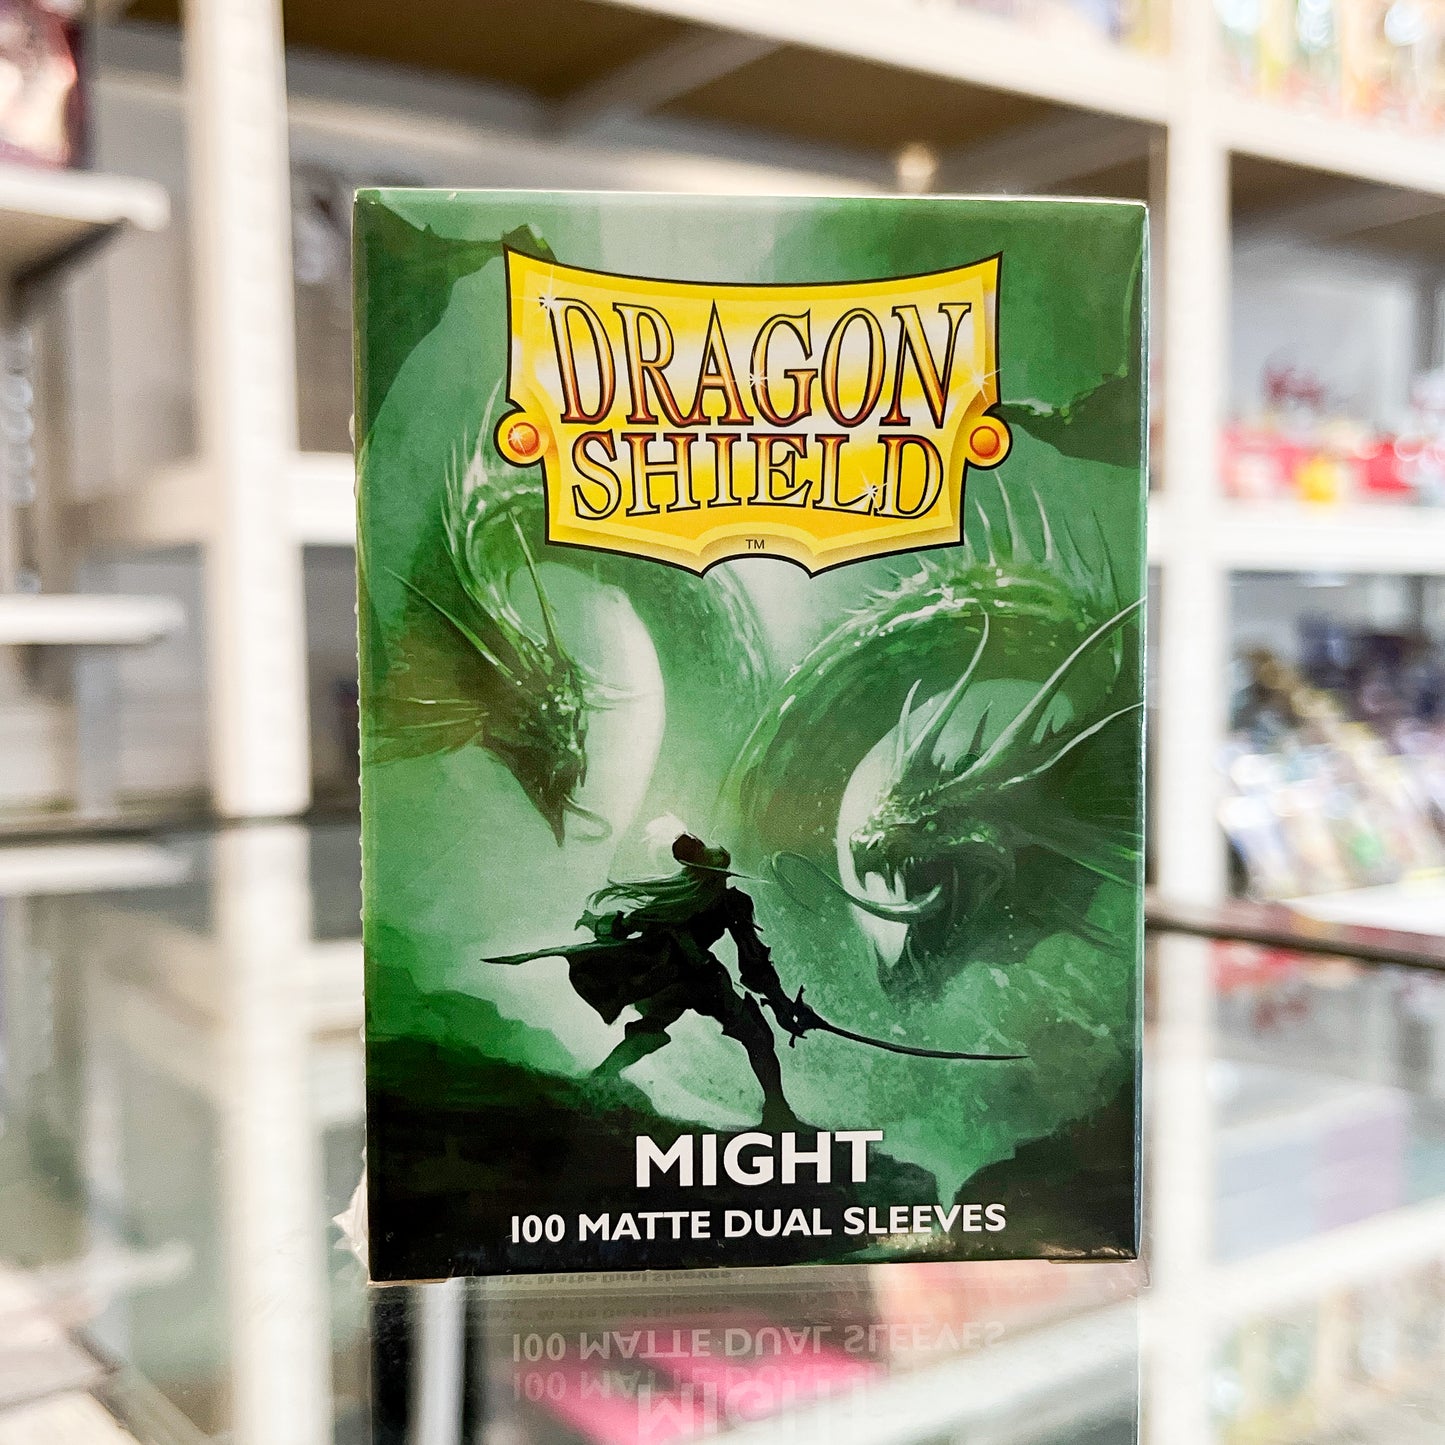 DRAGON
SHIELD
TM
MIGHT
100 MATTE DUAL SLEEVES